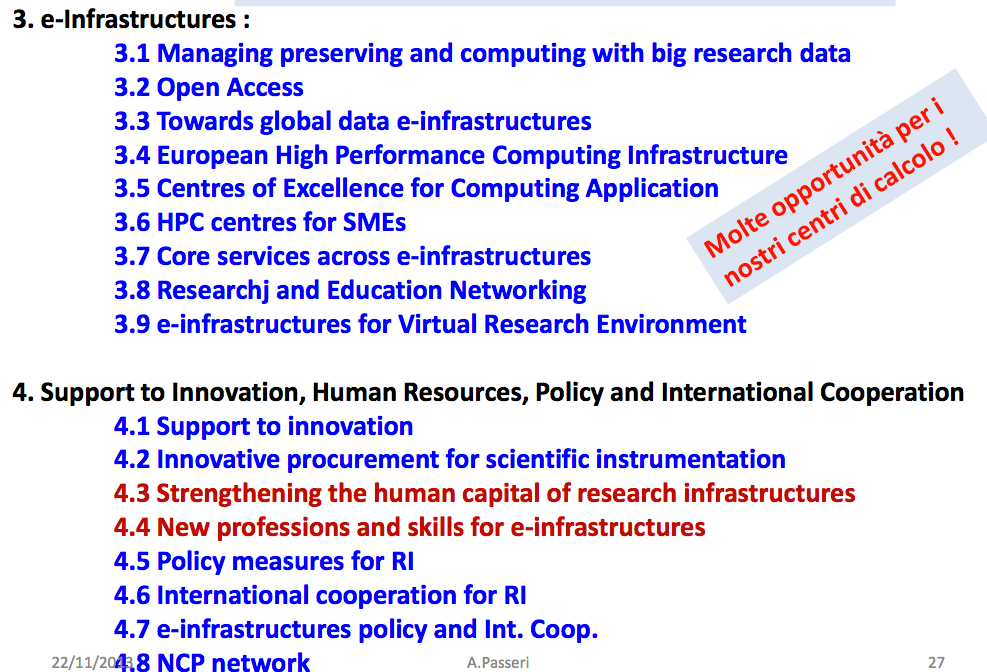 3. e-Infrastructures :
3.1 Managing preserving and computing with big research data
3.2 Open Access
3.3 Towards global data e-infrastructures
3.4 European High Performance Computing Infrastructure
3.5 Centres of Excellence for Computing Application
3.6 HPC centres for SMEs
3.7 Core services across e-infrastructures
3.8 Researchj and Education Networking
3.9 e-infrastructures for Virtual Research Environment
Molte opportunità per i
nostri centri di calcolo !
4. Support to Innovation, Human Resources, Policy and International Cooperation
4.1 Support to innovation
4.2 Innovative procurement for scientific instrumentation
4.3 Strengthening the human capital of research infrastructures
4.4 New professions and skills for e-infrastructures
4.5 Policy measures for RI
4.6 International cooperation for RI
4.7 e-infrastructures policy and Int. Coop.
4.8 NCP network
22/11/2013 A.Passeri 27